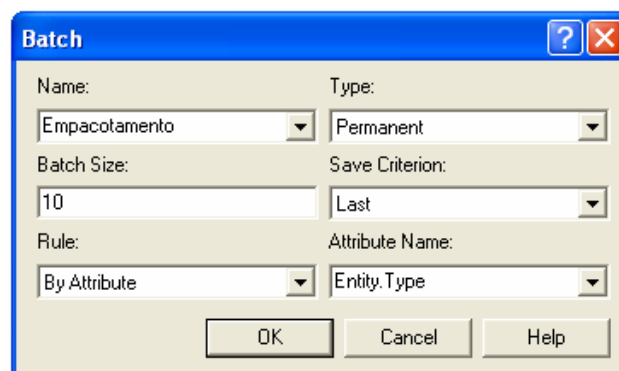 Batch
Name: Type:
Empacotamento Permanent
Batch Size: Save Criterion:
10 Last
Rule: Attribute Name:
By Attribute Entity.Type
OK Cancel Help